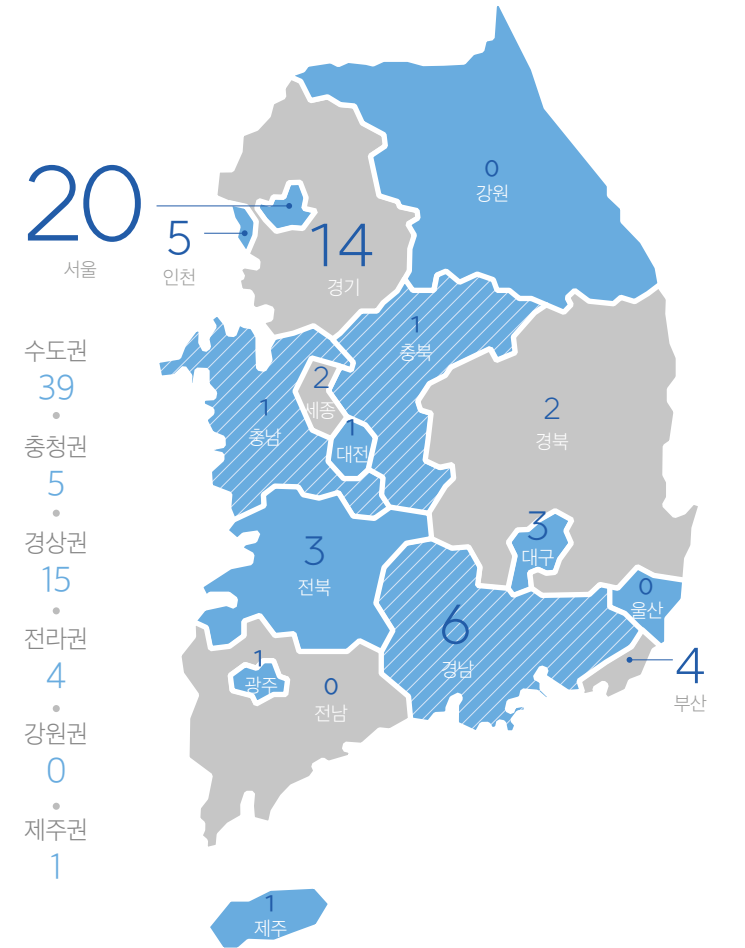 0
강원
20
서울
5
인천
14
경기
1
충북
수도권
39
2
세종
1
충남
2
경북
1
대전
충청권
5
3
대구
경상권
15
3
전북
0
울산
6
경남
전라권
4
4
부산
1
광주
0
전남
강원권
0
제주권
1
1
제주